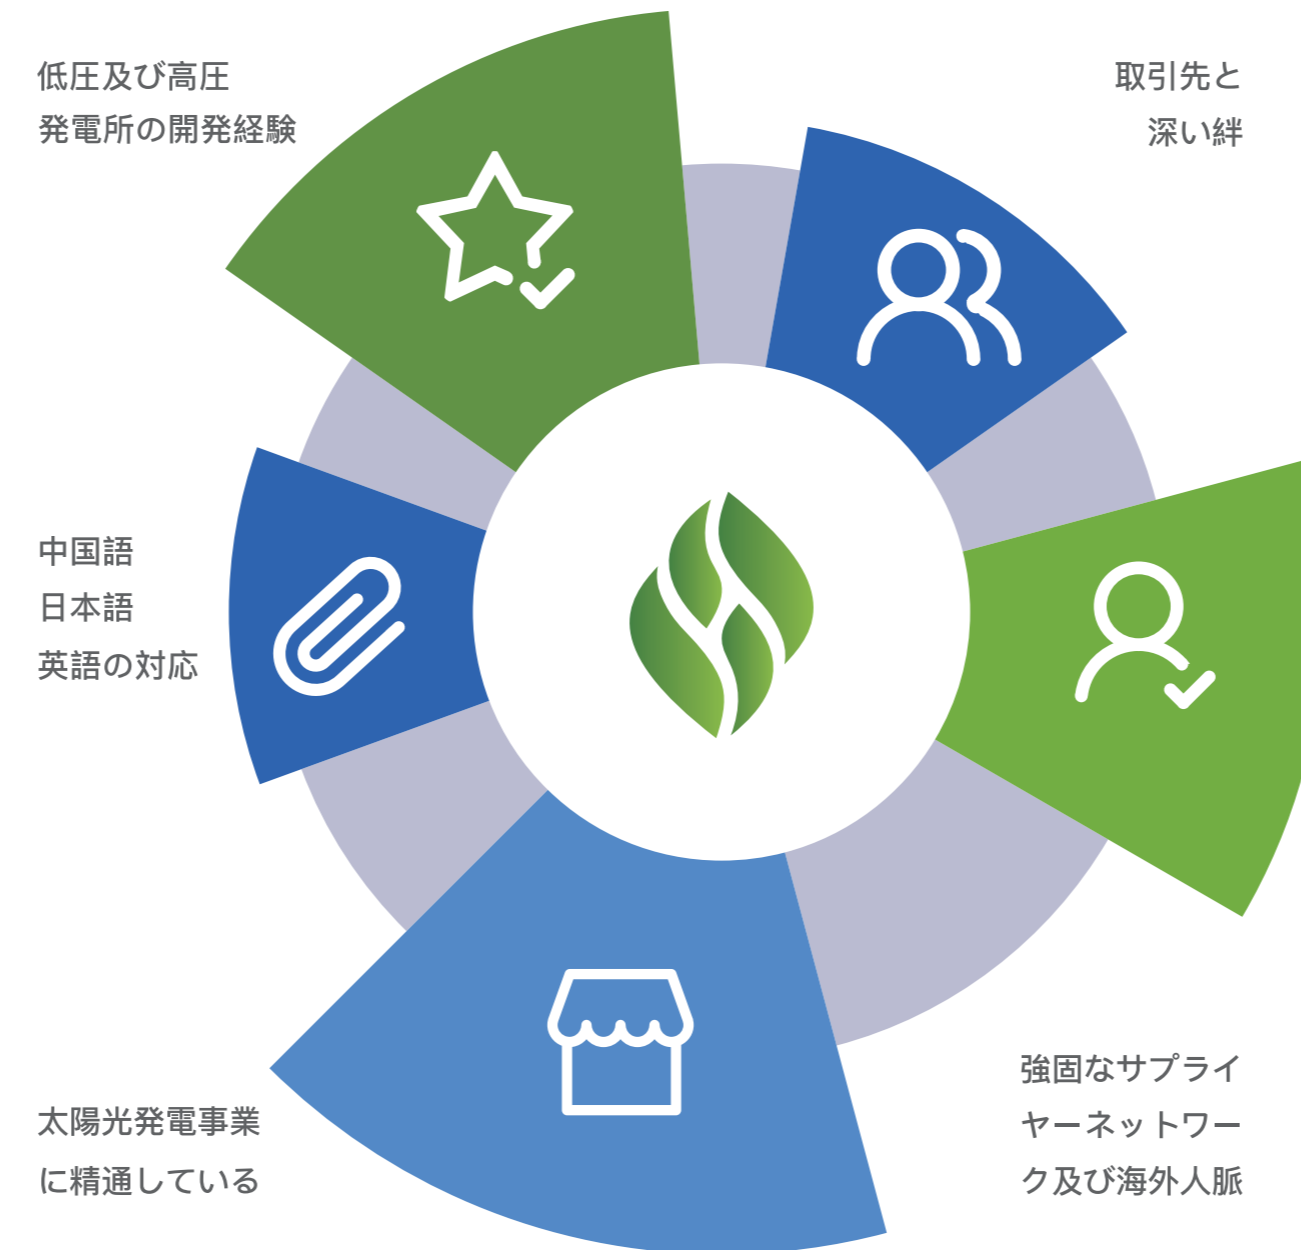 低圧及び高圧
発電所の開発経験
取引先と
深い絆
中国語
日本語
英語の対応
太陽光発電事業
に精通している
強固なサプライ
ヤーネットワー
ク及び海外人脈